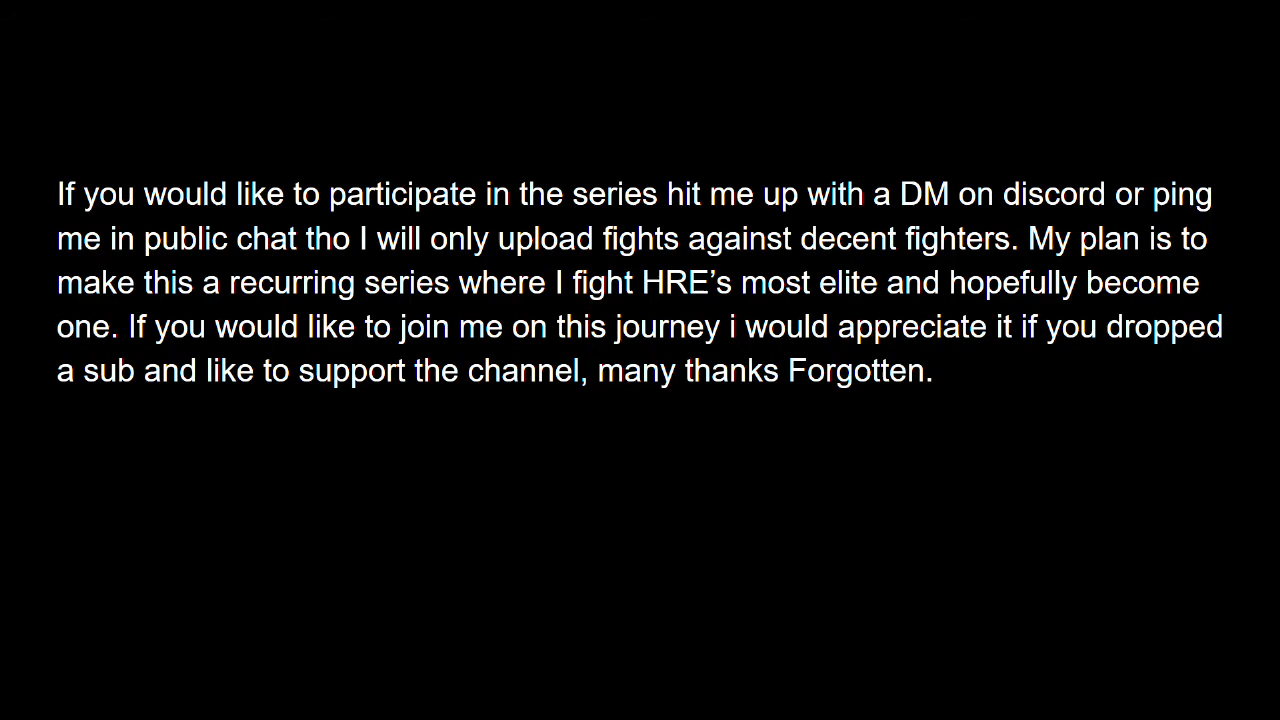 If you would like to participate in the series hit me up with a DM on discord or ping
me in public chat tho I will only upload fights against decent fighters. My plan is to
make this a recurring series where I fight HRE’s most elite and hopefully become
one. If you would like to join me on this journey i would appreciate it if you dropped
a sub and like to support the channel, many thanks Forgotten.